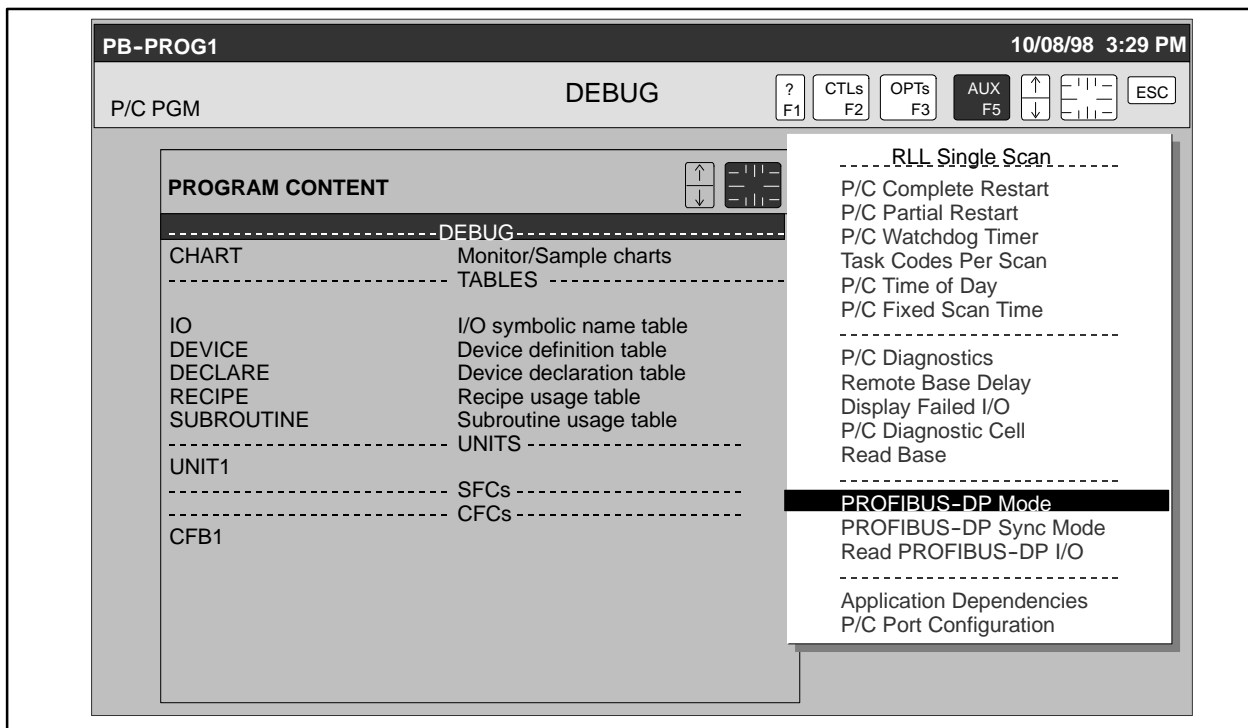 PB-PROG1 10/08/98 3:29 PM
P/C PGM DEBUG ? F1 CTLs F2 OPTs F3 AUX F5 ↑ ↓ ESC
PROGRAM CONTENT ↑ ↓
DEBUG
CHART Monitor/Sample charts
TABLES
IO I/O symbolic name table
DEVICE Device definition table
DECLARE Device declaration table
RECIPE Recipe usage table
SUBROUTINE Subroutine usage table
UNITS
UNIT1
SFCs
CFCs
CFB1
RLL Single Scan
P/C Complete Restart
P/C Partial Restart
P/C Watchdog Timer
Task Codes Per Scan
P/C Time of Day
P/C Fixed Scan Time
P/C Diagnostics
Remote Base Delay
Display Failed I/O
P/C Diagnostic Cell
Read Base
PROFIBUS-DP Mode
PROFIBUS-DP Sync Mode
Read PROFIBUS-DP I/O
Application Dependencies
P/C Port Configuration